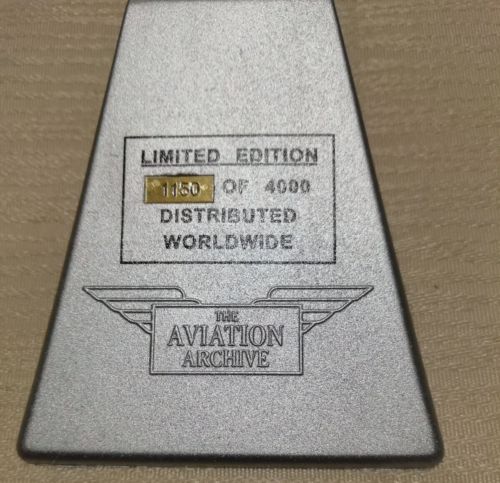 LIMITED EDITION
1150 OF 4000
DISTRIBUTED
WORLDWIDE
THE
AVIATION
ARCHIVE